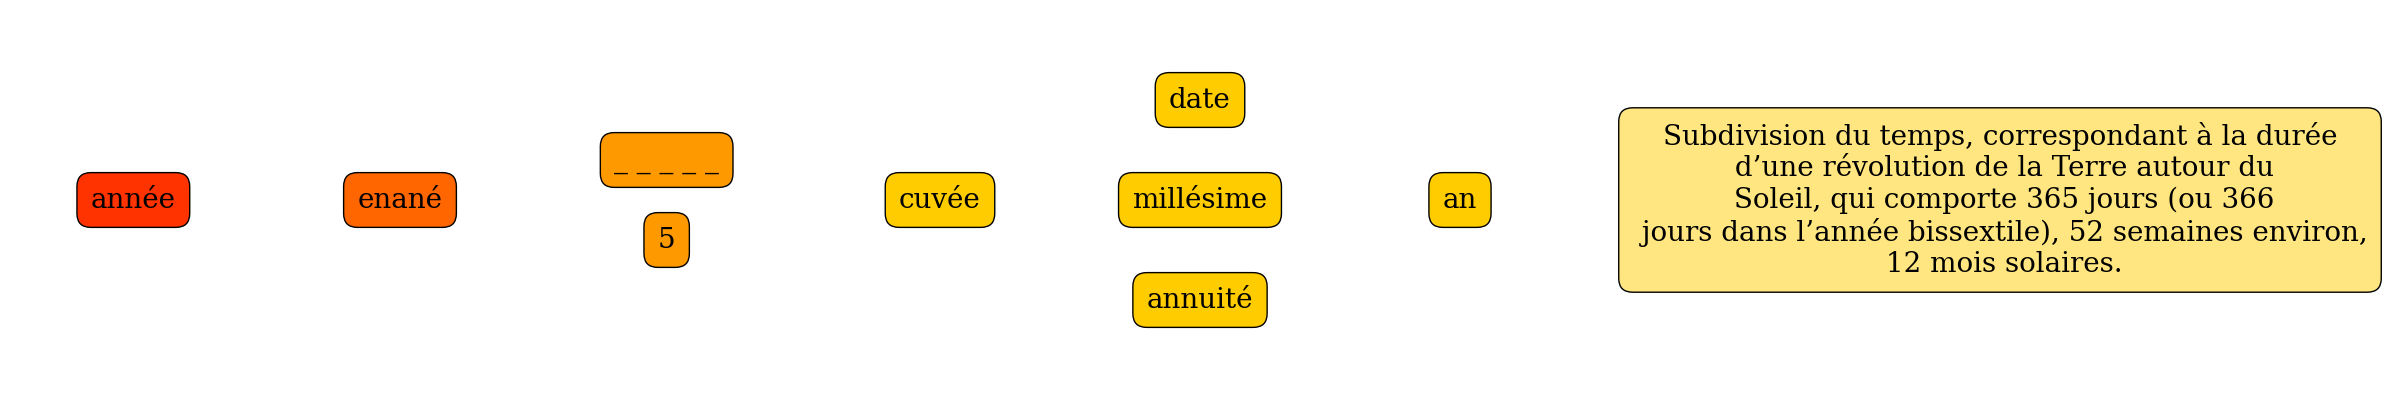 année
enané
_ _ _ _ _
5
cuvée
date
millésime
annuité
an
Subdivision du temps, correspondant à la durée
d’une révolution de la Terre autour du
Soleil, qui comporte 365 jours (ou 366
jours dans l’année bissextile), 52 semaines environ,
12 mois solaires.